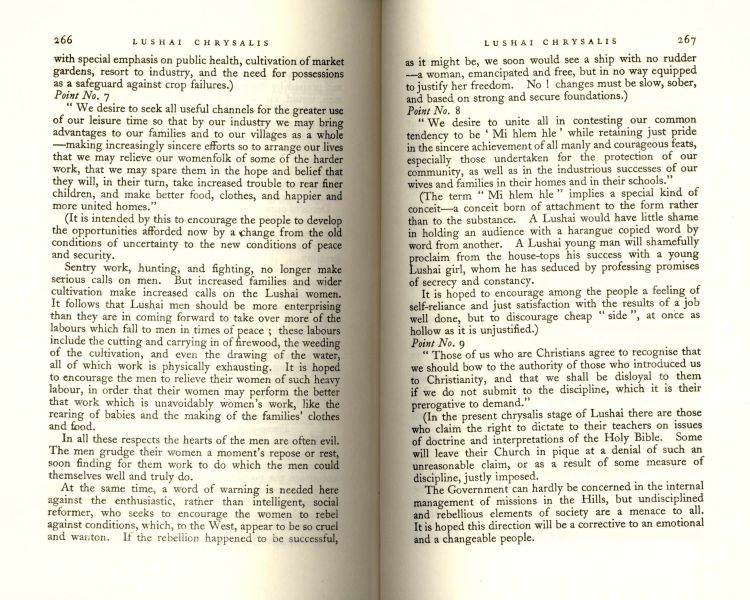 266 LUSHAI CHRYSALIS
with special emphasis on public health, cultivation of market
gardens, resort to industry, and the need for possessions
as a safeguard against crop failures.)
Point No. 7
“ We desire to seek all useful channels for the greater use
of our leisure time so that by our industry we may bring
advantages to our families and to our villages as a whole
—making increasingly sincere efforts so to arrange our lives
that we may relieve our womenfolk of some of the harder
work, that we may spare them in the hope and belief that
they will, in their turn, take increased trouble to rear finer
children, and make better food, clothes, and happier and
more united homes.”
(It is intended by this to encourage the people to develop
the opportunities afforded now by a change from the old
conditions of uncertainty to the new conditions of peace
and security.
Sentry work, hunting, and fighting, no longer make
serious calls on men. But increased families and wider
cultivation make increased calls on the Lushai women.
It follows that Lushai men should be more enterprising
than they are in coming forward to take over more of the
labours which fall to men in times of peace ; these labours
include the cutting and carrying in of firewood, the weeding
of the cultivation, and even the drawing of the water,
all of which work is physically exhausting. It is hoped
to encourage the men to relieve their women of such heavy
labour, in order that their women may perform the better
that work which is unavoidably women's work, like the
rearing of babies and the making of the families' clothes
and food.
In all these respects the hearts of the men are often evil.
The men grudge their women a moment's repose or rest,
soon finding for them work to do which the men could
themselves well and truly do.
At the same time, a word of warning is needed here
against the enthusiastic, rather than intelligent, social
reformer, who seeks to encourage the women to rebel
against conditions, which, to the West, appear to be so cruel
and wanton. If the rebellion happened to be successful,
LUSHAI CHRYSALIS 267
as it might be, we soon would see a ship with no rudder
—a woman, emancipated and free, but in no way equipped
to justify her freedom. No ! changes must be slow, sober,
and based on strong and secure foundations.)
Point No. 8
“ We desire to unite all in contesting our common
tendency to be ‘ Mi hlem hle ’ while retaining just pride
in the sincere achievement of all manly and courageous feats,
especially those undertaken for the protection of our
community, as well as in the industrious successes of our
wives and families in their homes and in their schools.”
(The term “ Mi hlem hle ” implies a special kind of
conceit—a conceit born of attachment to the form rather
than to the substance. A Lushai would have little shame
in holding an audience with a harangue copied word by
word from another. A Lushai young man will shamefully
proclaim from the house-tops his success with a young
Lushai girl, whom he has seduced by professing promises
of secrecy and constancy.
It is hoped to encourage among the people a feeling of
self-reliance and just satisfaction with the results of a job
well done, but to discourage cheap “ side ”, at once as
hollow as it is unjustified.)
Point No. 9
“ Those of us who are Christians agree to recognise that
we should bow to the authority of those who introduced us
to Christianity, and that we shall be disloyal to them
if we do not submit to the discipline, which it is their
prerogative to demand.”
(In the present chrysalis stage of Lushai there are those
who claim the right to dictate to their teachers on issues
of doctrine and interpretations of the Holy Bible. Some
will leave their Church in pique at a denial of such an
unreasonable claim, or as a result of some measure of
discipline, justly imposed.
The Government can hardly be concerned in the internal
management of missions in the Hills, but undisciplined
and rebellious elements of society are a menace to all.
It is hoped this direction will be a corrective to an emotional
and a changeable people.